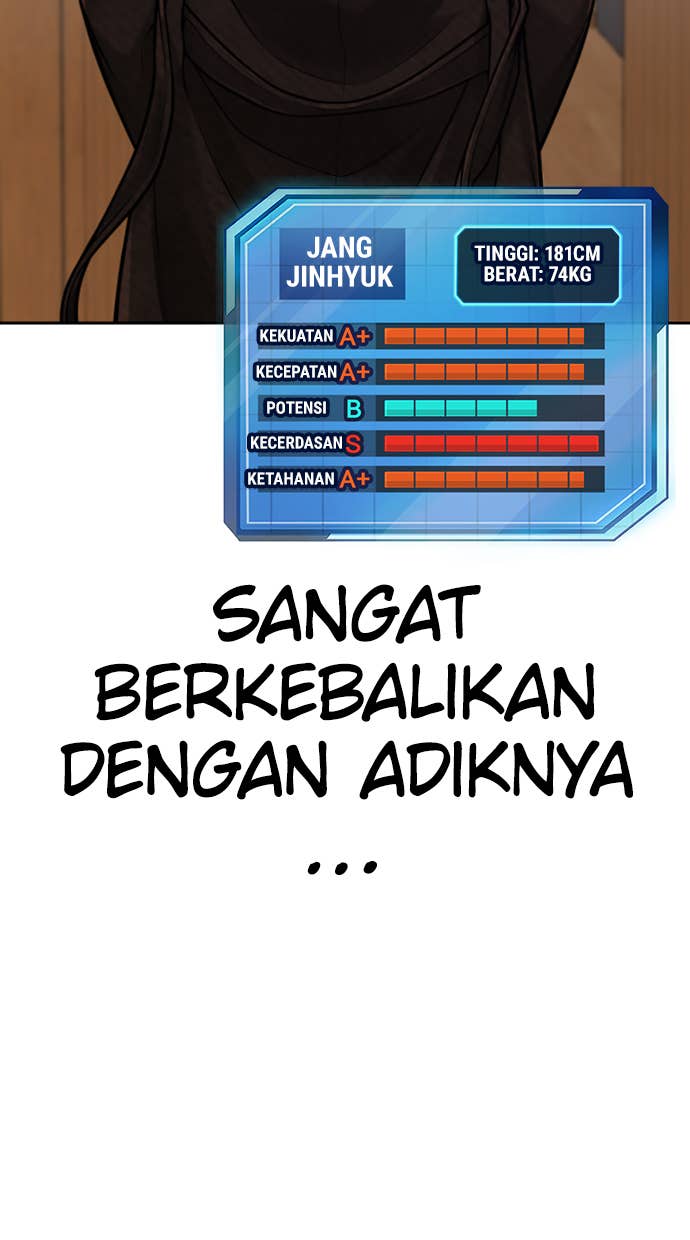 JANG
JINHYUK
TINGGI: 181CM
BERAT: 74KG
KEKUATAN A+
KECEPATAN A+
POTENSI B
KECERDASAN S
KETAHANAN A+
SANGAT
BERKEBALIKAN
DENGAN ADIKNYA
...